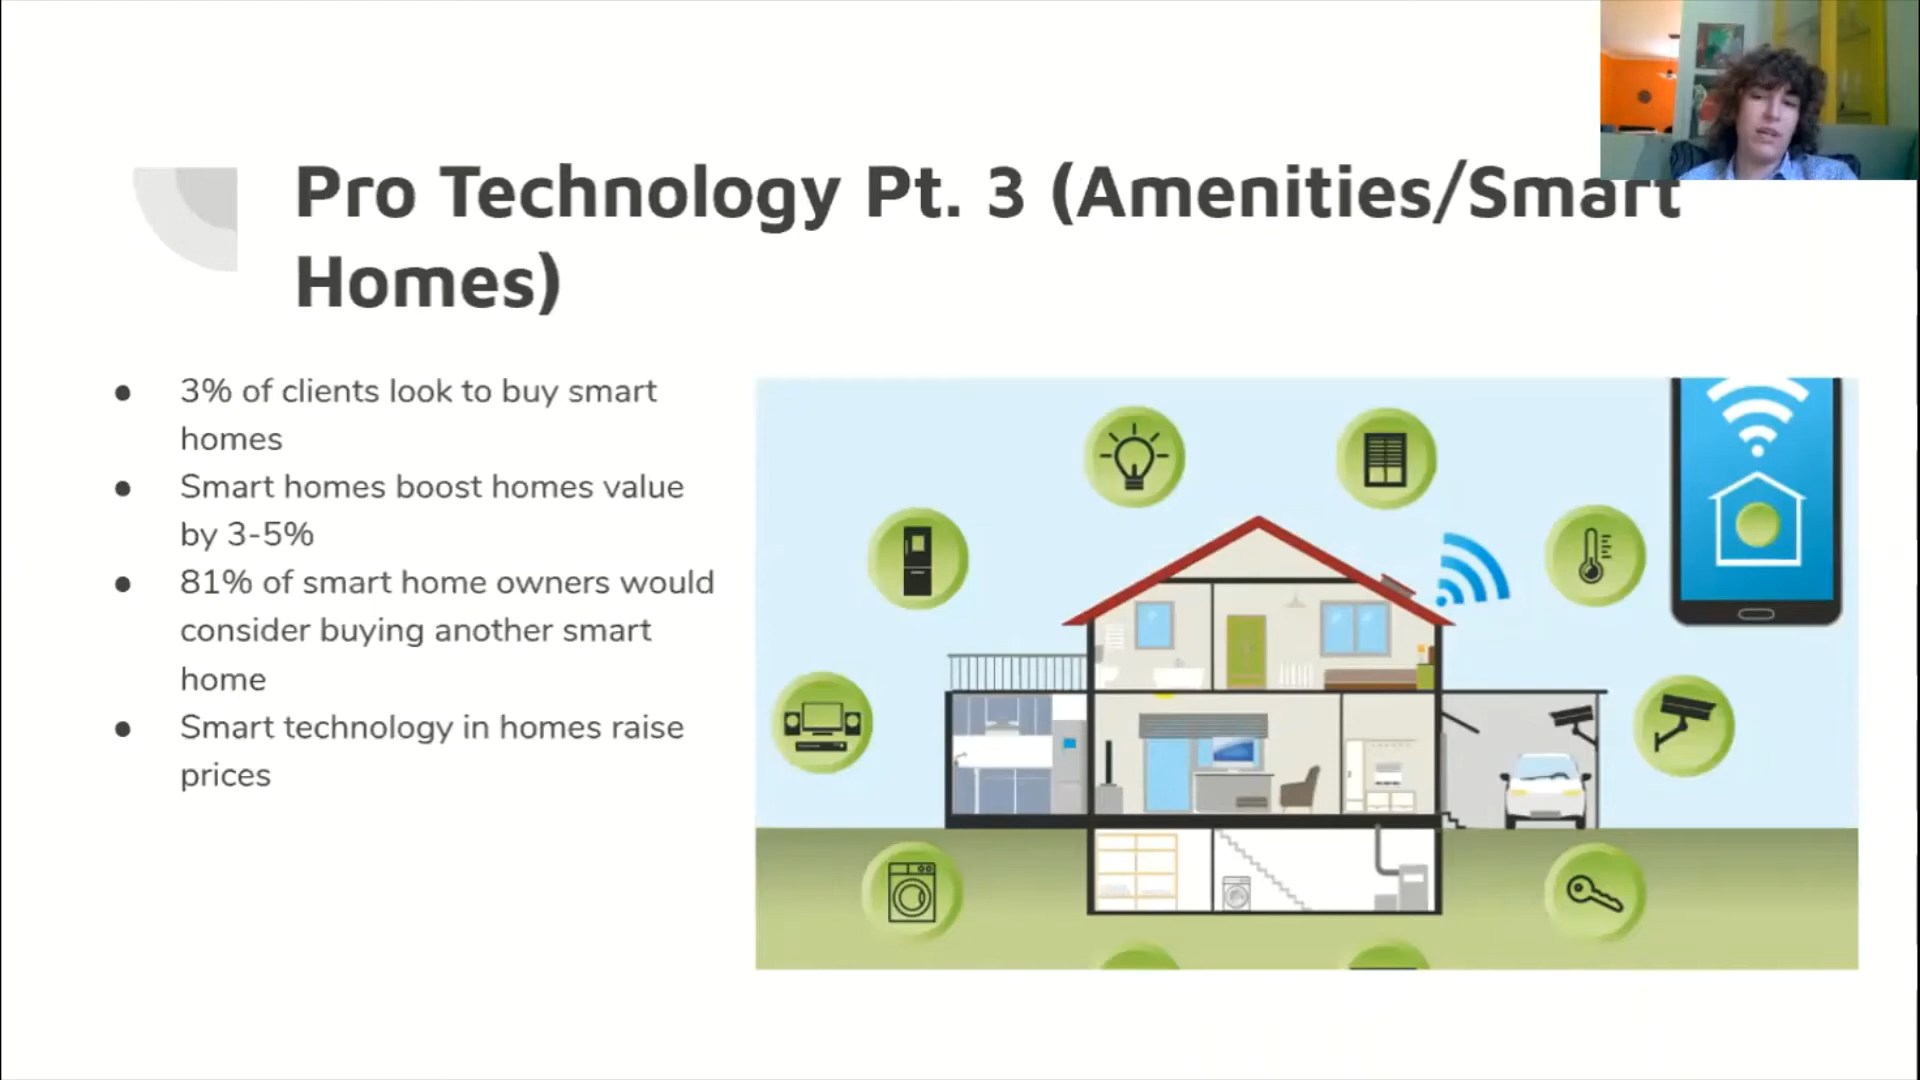 Pro Technology Pt. 3 (Amenities/Smart
Homes)
● 3% of clients look to buy smart
homes
● Smart homes boost homes value
by 3-5%
● 81% of smart home owners would
consider buying another smart
home
● Smart technology in homes raise
prices